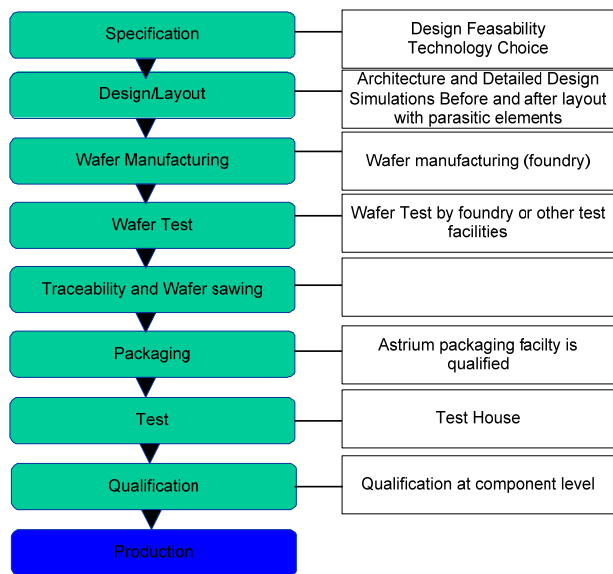 Specification
Design Feasability
Technology Choice
Design/Layout
Architecture and Detailed Design
Simulations Before and after layout
with parasitic elements
Wafer Manufacturing
Wafer manufacturing (foundry)
Wafer Test
Wafer Test by foundry or other test
facilities
Traceability and Wafer sawing
Packaging
Astrium packaging facilty is
qualified
Test
Test House
Qualification
Qualification at component level
Production